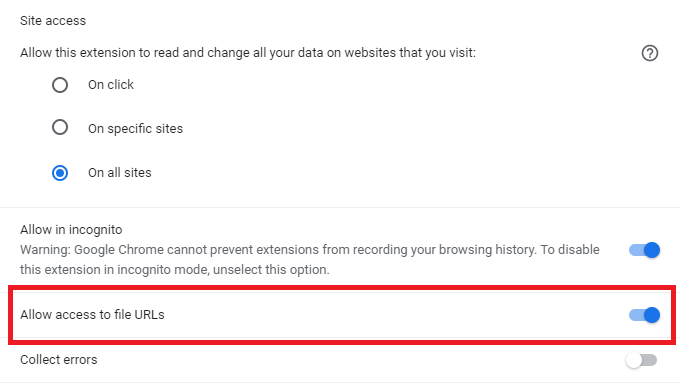 Site access
Allow this extension to read and change all your data on websites that you visit:
On click
On specific sites
On all sites
Allow in incognito
Warning: Google Chrome cannot prevent extensions from recording your browsing history. To disable
this extension in incognito mode, unselect this option.
Allow access to file URLs
Collect errors